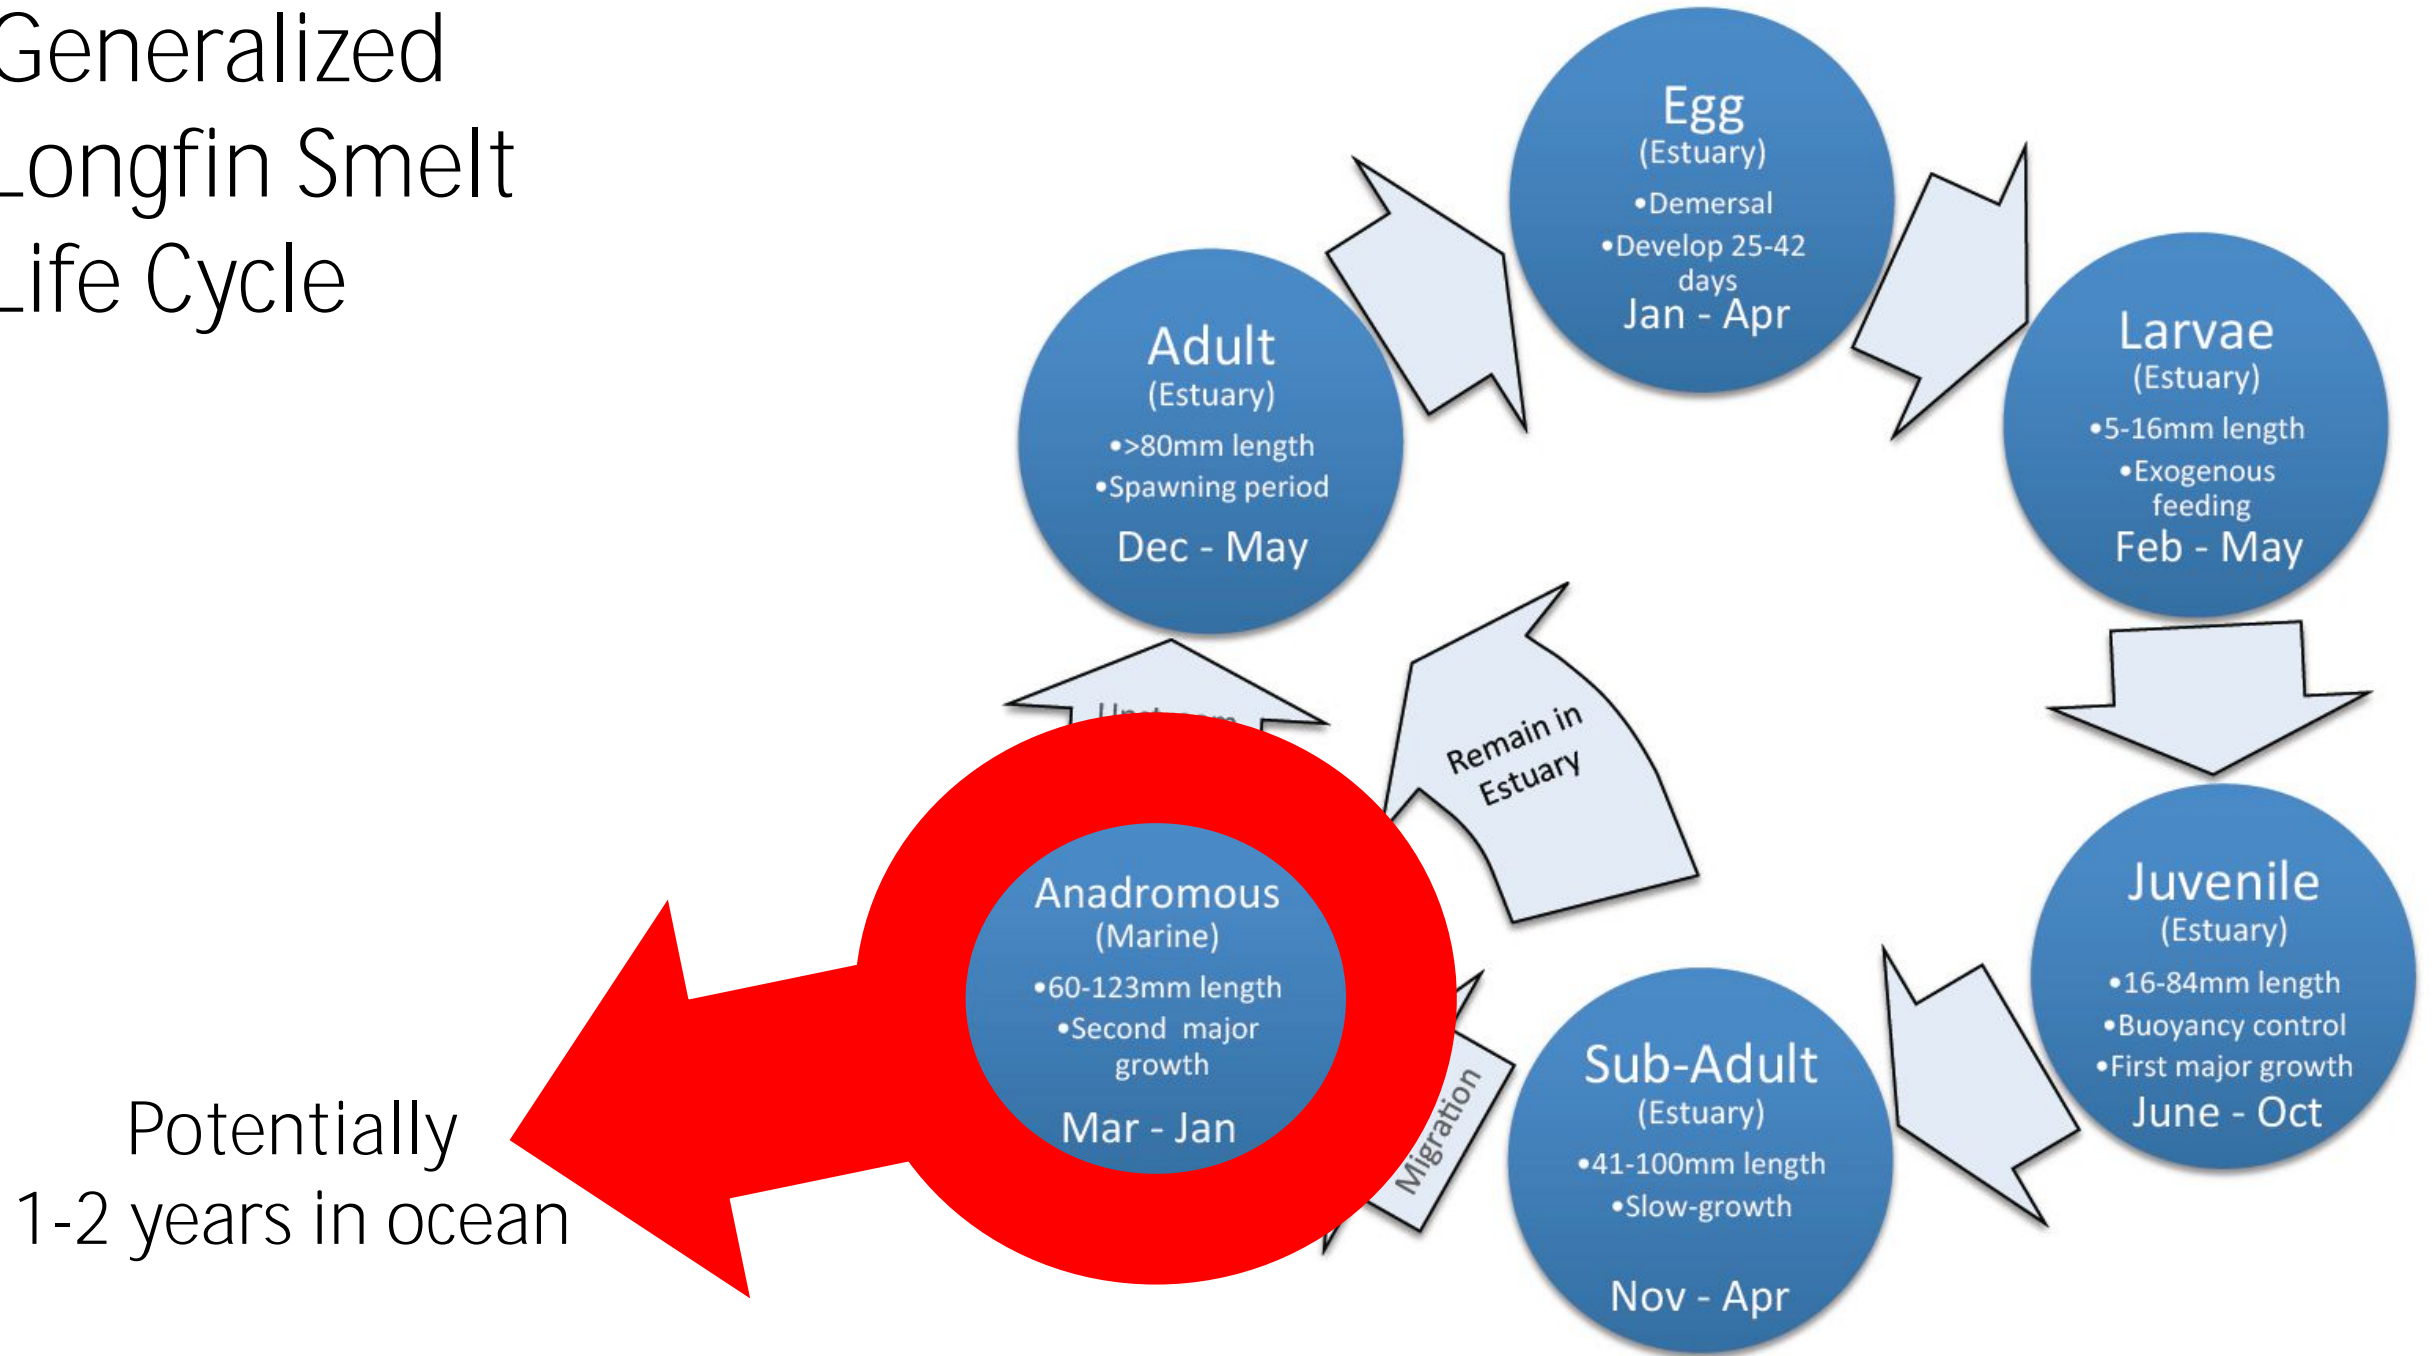 Generalized
Longfin Smelt
Life Cycle
Egg
(Estuary)
•Demersal
•Develop 25-42
days
Jan - Apr
Larvae
(Estuary)
•5-16mm length
•Exogenous
feeding
Feb - May
Juvenile
(Estuary)
•16-84mm length
•Buoyancy control
•First major growth
June - Oct
Sub-Adult
(Estuary)
•41-100mm length
•Slow-growth
Nov - Apr
Migration
Remain in
Estuary
Anadromous
(Marine)
•60-123mm length
•Second major
growth
Mar - Jan
Potentially
1-2 years in ocean
Adult
(Estuary)
•>80mm length
•Spawning period
Dec - May